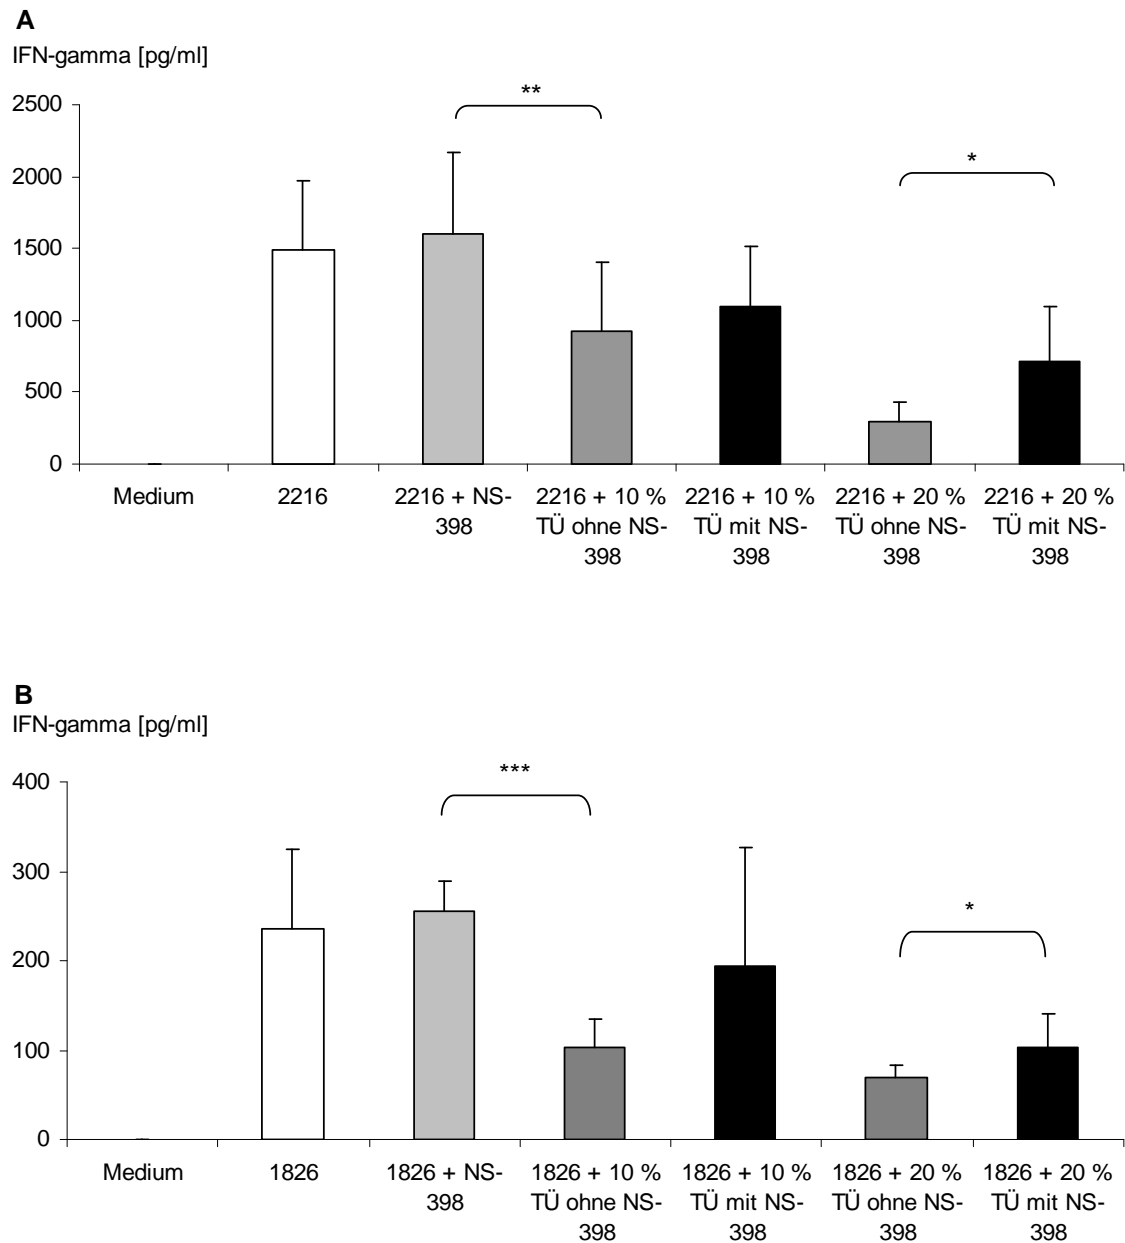 A
IFN-gamma [pg/ml]
**
2500
2000
*
1500
1000
500
0
Medium
2216
2216 + NS-
398
2216 + 10 %
TÜ ohne NS-
398
2216 + 10 %
TÜ mit NS-
398
2216 + 20 %
TÜ ohne NS-
398
2216 + 20 %
TÜ mit NS-
398
B
IFN-gamma [pg/ml]
***
400
300
*
200
100
0
Medium
1826
1826 + NS-
398
1826 + 10 %
TÜ ohne NS-
398
1826 + 10 %
TÜ mit NS-
398
1826 + 20 %
TÜ ohne NS-
398
1826 + 20 %
TÜ mit NS-
398